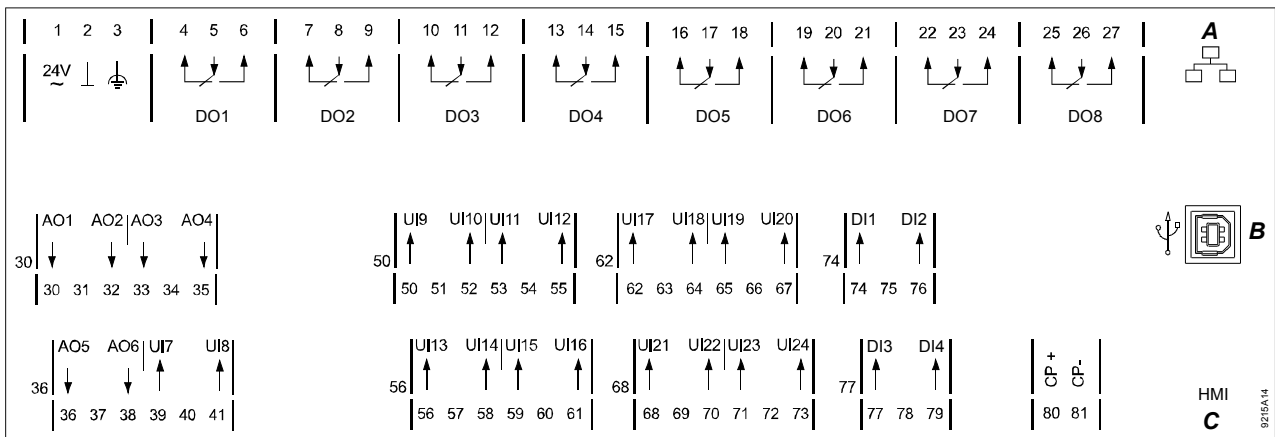 1 2 3 4 5 6 7 8 9 10 11 12 13 14 15 16 17 18 19 20 21 22 23 24 25 26 27 A
24V
~
DO1 DO2 DO3 DO4 DO5 DO6 DO7 DO8
AO1 AO2 AO3 AO4 UI9 UI10 UI11 UI12 UI17 UI18 UI19 UI20 DI1 DI2 B
30 50 62 74
30 31 32 33 34 35 50 51 52 53 54 55 62 63 64 65 66 67 74 75 76
AO5 AO6 UI7 UI8 UI13 UI14 UI15 UI16 UI21 UI22 UI23 UI24 DI3 DI4 CP + CP-
36 56 68 77
36 37 38 39 40 41 56 57 58 59 60 61 68 69 70 71 72 73 77 78 79 80 81
HMI
C
9215A14